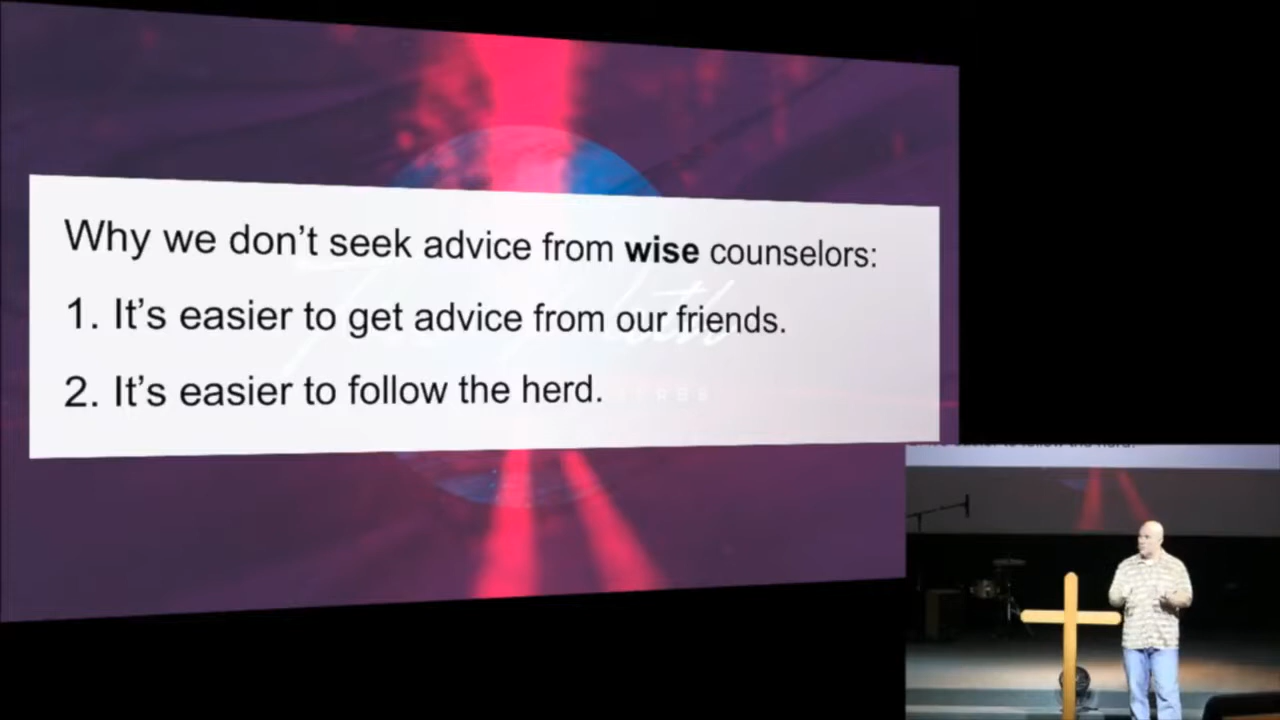 Why we don’t seek advice from wise counselors:
1. It’s easier to get advice from our friends.
2. It’s easier to follow the herd.